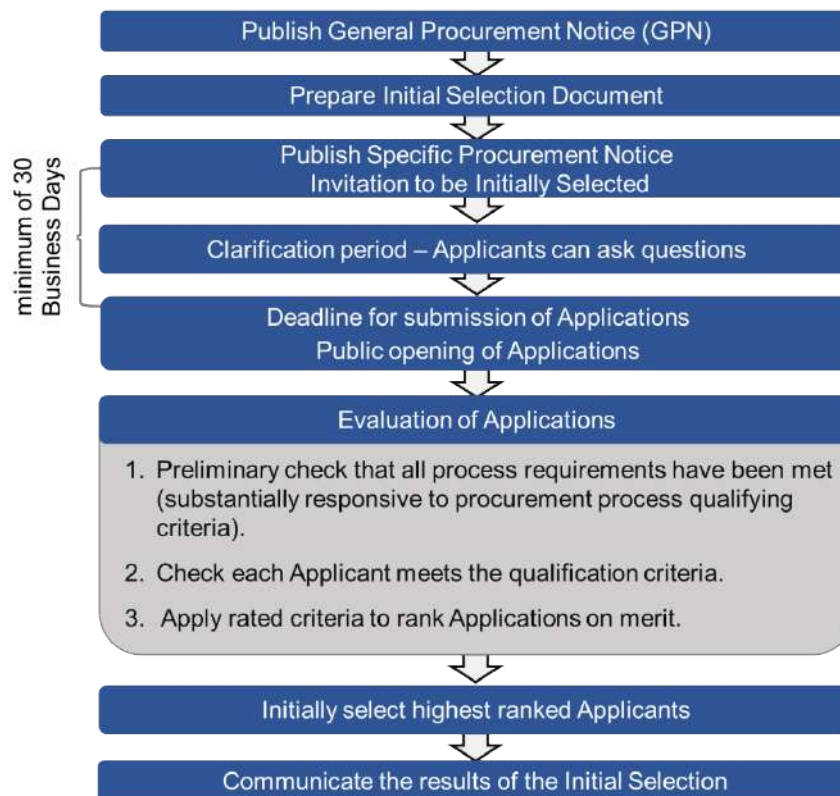 Publish General Procurement Notice (GPN)
Prepare Initial Selection Document
minimum of 30
Business Days
Publish Specific Procurement Notice
Invitation to be Initially Selected
Clarification period – Applicants can ask questions
Deadline for submission of Applications
Public opening of Applications
Evaluation of Applications
1. Preliminary check that all process requirements have been met
(substantially responsive to procurement process qualifying
criteria).
2. Check each Applicant meets the qualification criteria.
3. Apply rated criteria to rank Applications on merit.
Initially select highest ranked Applicants
Communicate the results of the Initial Selection